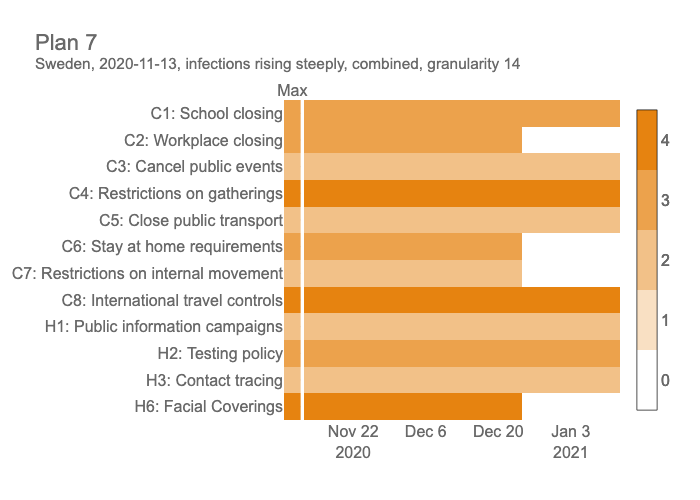 Plan 7
Sweden, 2020-11-13, infections rising steeply, combined, granularity 14
Max
C1: School closing
C2: Workplace closing
C3: Cancel public events
C4: Restrictions on gatherings
C5: Close public transport
C6: Stay at home requirements
C7: Restrictions on internal movement
C8: International travel controls
H1: Public information campaigns
H2: Testing policy
H3: Contact tracing
H6: Facial Coverings
4
3
2
1
0
Nov 22 Dec 6 Dec 20 Jan 3
2020 2021